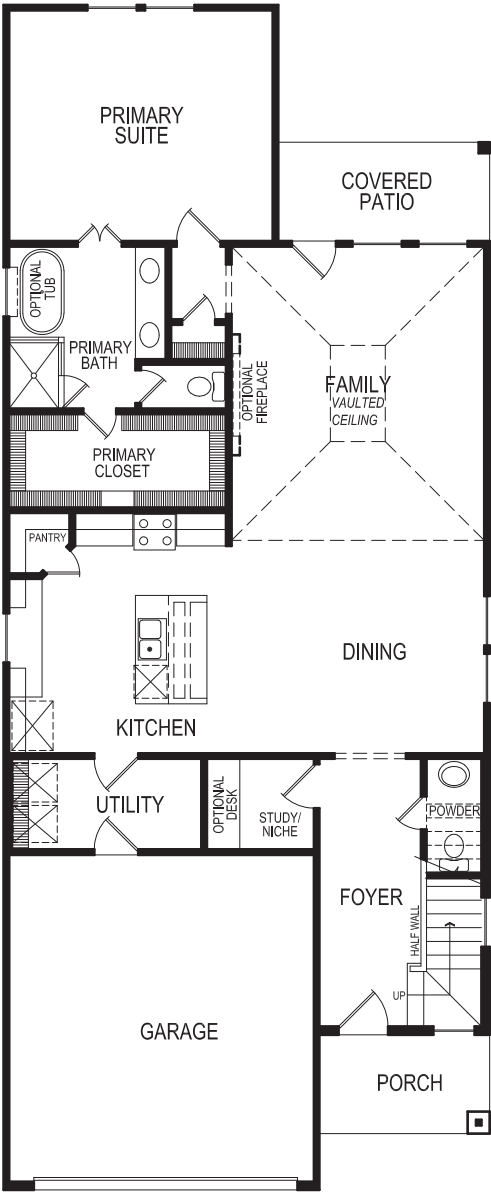 PRIMARY
SUITE
COVERED
PATIO
OPTIONAL
TUB
PRIMARY
BATH
OPTIONAL
FIREPLACE
FAMILY
VAULTED
CEILING
PRIMARY
CLOSET
PANTRY
DINING
KITCHEN
UTILITY
OPTIONAL
DESK
STUDY/
NICHE
POWDER
FOYER
HALF WALL
UP
GARAGE
PORCH